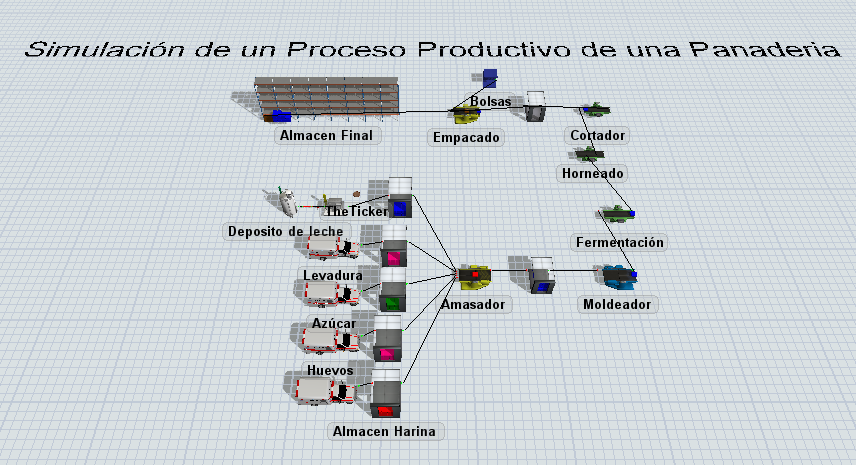 Simulación de un Proceso Productivo de una Panaderia
Bolsas
Almacen Final
Empacado
Cortador
Horneado
TheTicker
Deposito de leche
Fermentación
Levadura
Amasador
Moldeador
Azúcar
Huevos
Almacen Harina